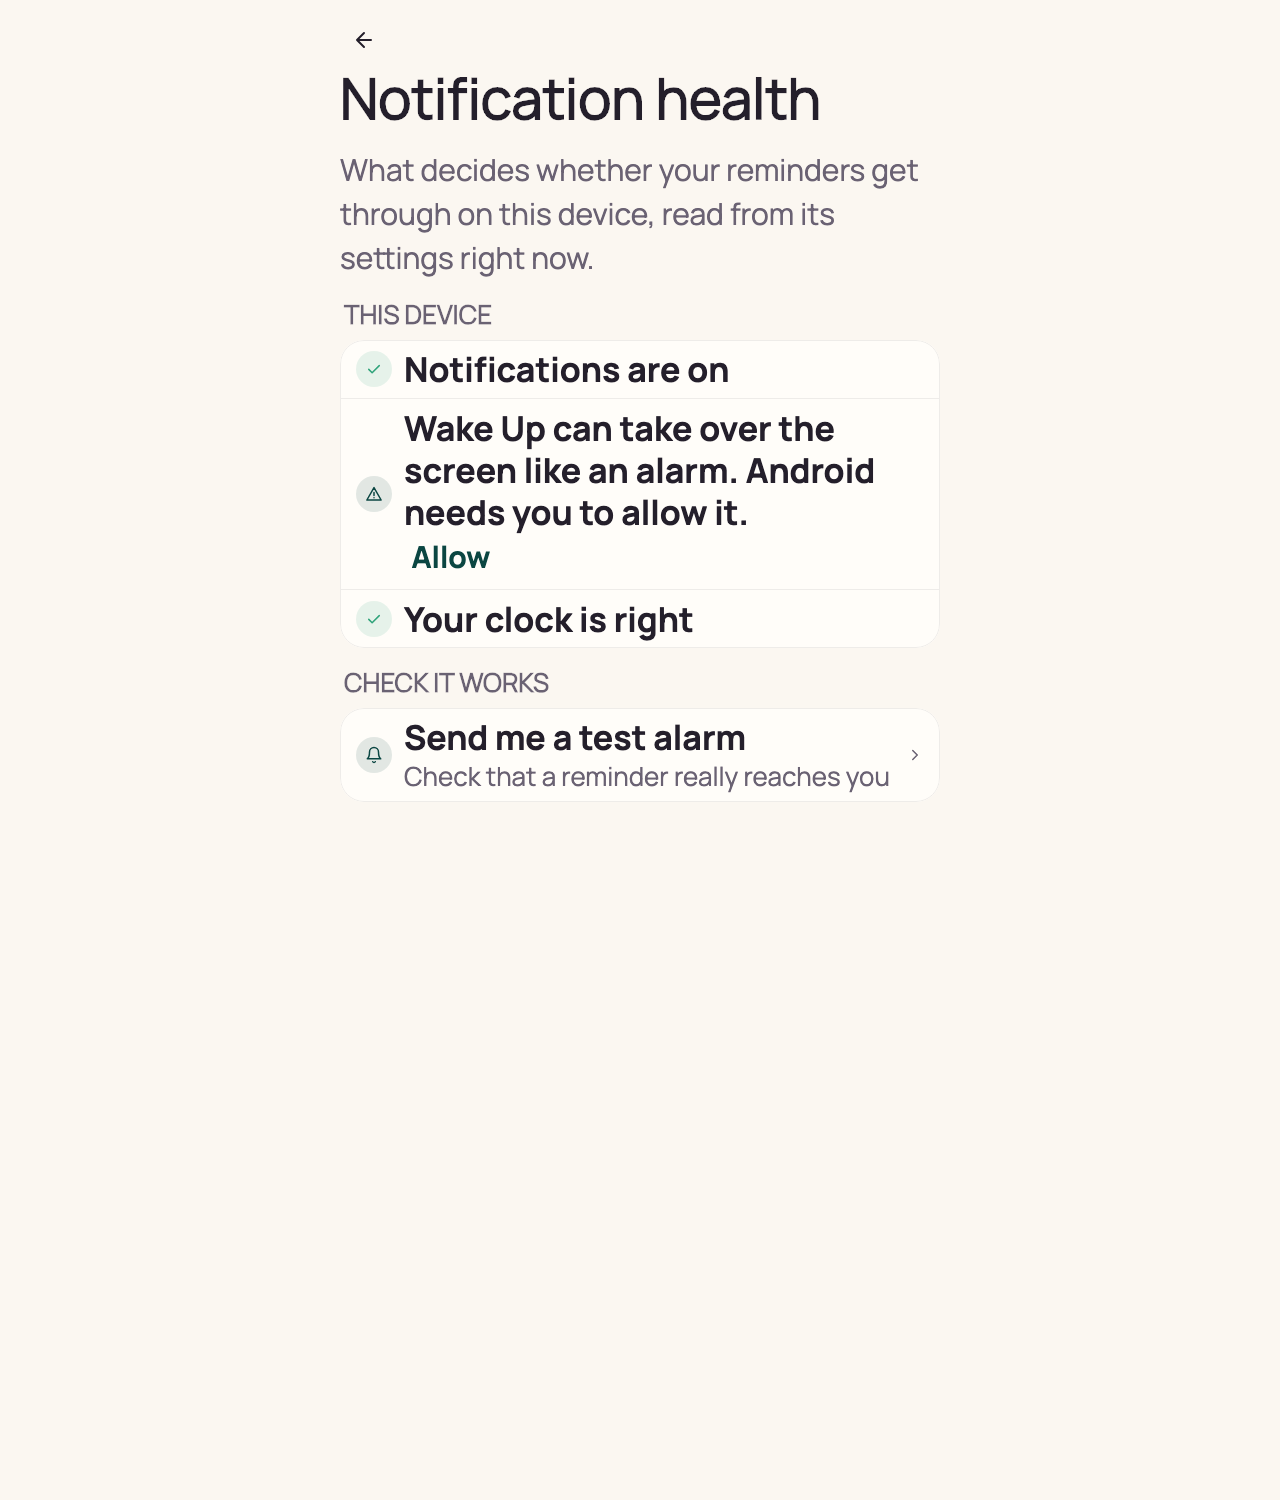 Notification health
What decides whether your reminders get
through on this device, read from its
settings right now.
THIS DEVICE
Notifications are on
Wake Up can take over the
screen like an alarm. Android
needs you to allow it.
Allow
Your clock is right
CHECK IT WORKS
Send me a test alarm
Check that a reminder really reaches you